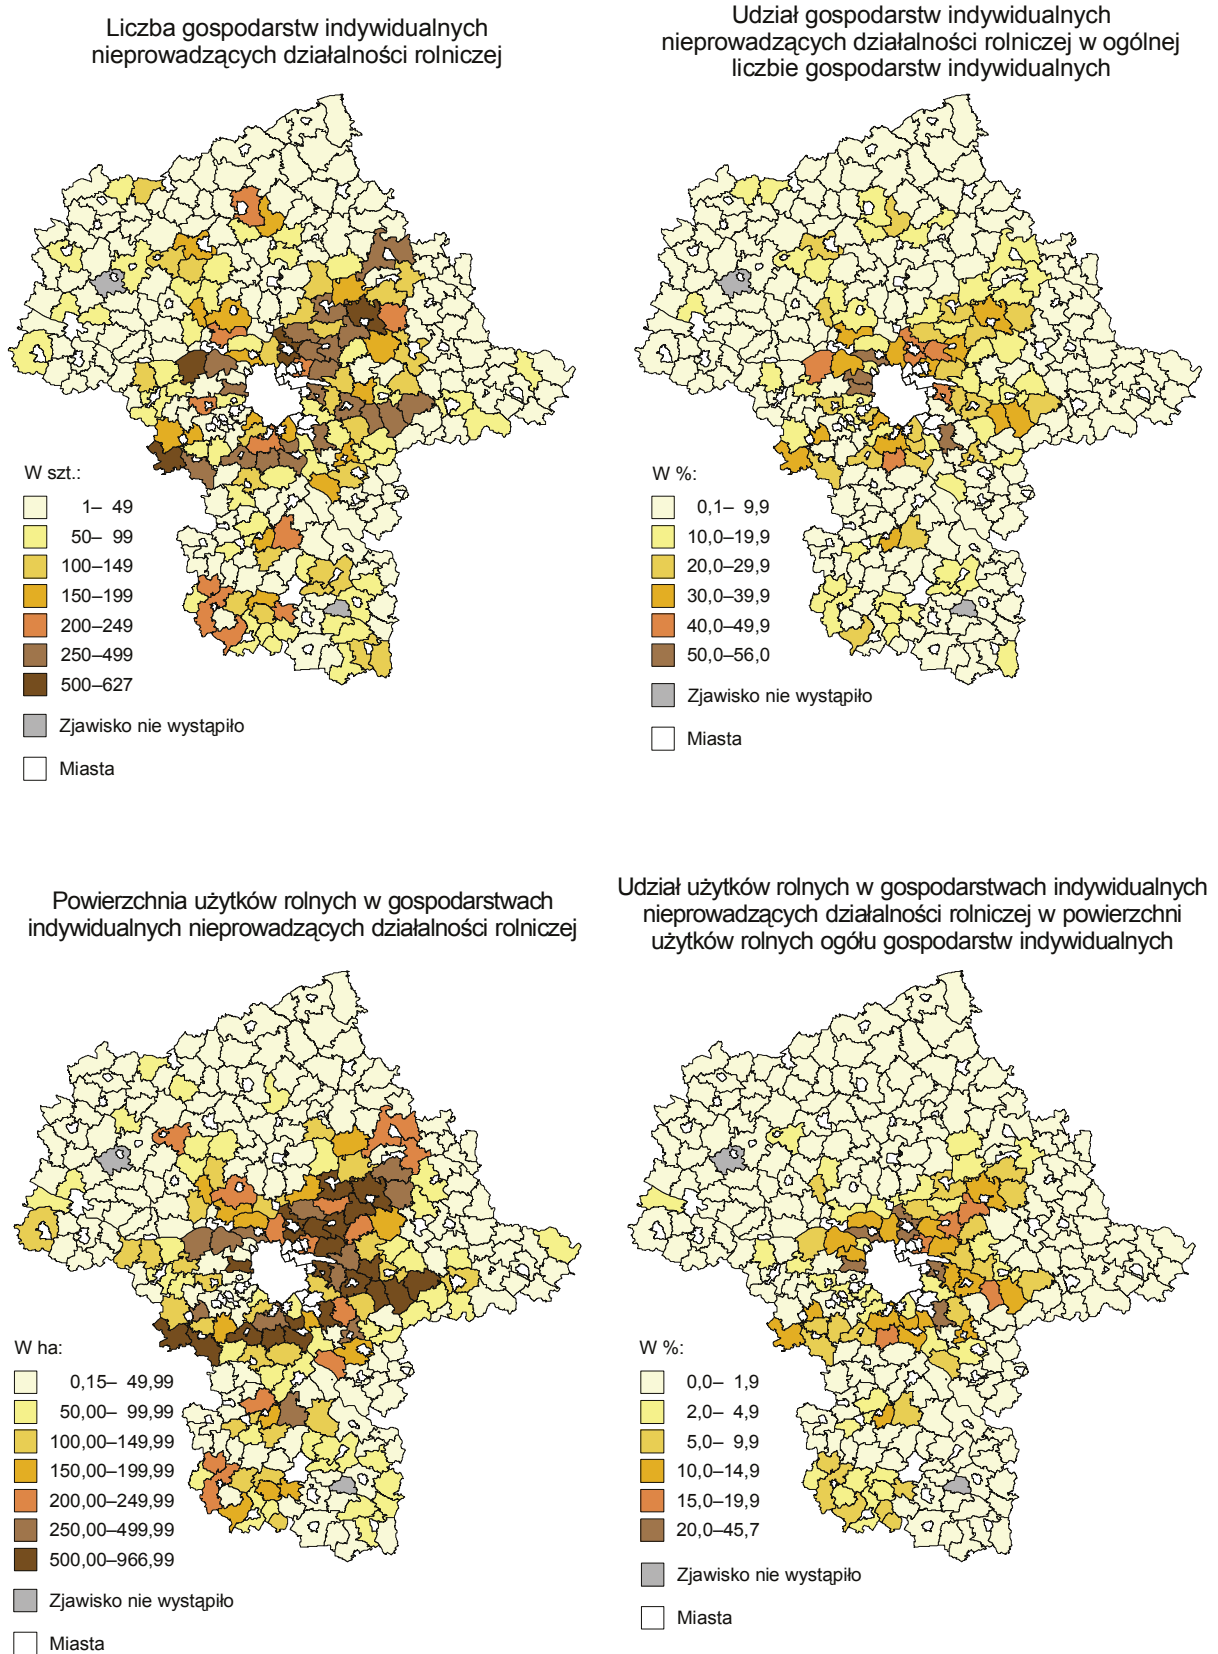 Liczba gospodarstw indywidualnych
nieprowadzących działalności rolniczej
W szt.:
1– 49
50– 99
100–149
150–199
200–249
250–499
500–627
Zjawisko nie wystąpiło
Miasta
Udział gospodarstw indywidualnych
nieprowadzących działalności rolniczej w ogólnej
liczbie gospodarstw indywidualnych
W %:
0,1– 9,9
10,0–19,9
20,0–29,9
30,0–39,9
40,0–49,9
50,0–56,0
Zjawisko nie wystąpiło
Miasta
Powierzchnia użytków rolnych w gospodarstwach
indywidualnych nieprowadzących działalności rolniczej
W ha:
0,15– 49,99
50,00– 99,99
100,00–149,99
150,00–199,99
200,00–249,99
250,00–499,99
500,00–966,99
Zjawisko nie wystąpiło
Miasta
Udział użytków rolnych w gospodarstwach indywidualnych
nieprowadzących działalności rolniczej w powierzchni
użytków rolnych ogółu gospodarstw indywidualnych
W %:
0,0– 1,9
2,0– 4,9
5,0– 9,9
10,0–14,9
15,0–19,9
20,0–45,7
Zjawisko nie wystąpiło
Miasta